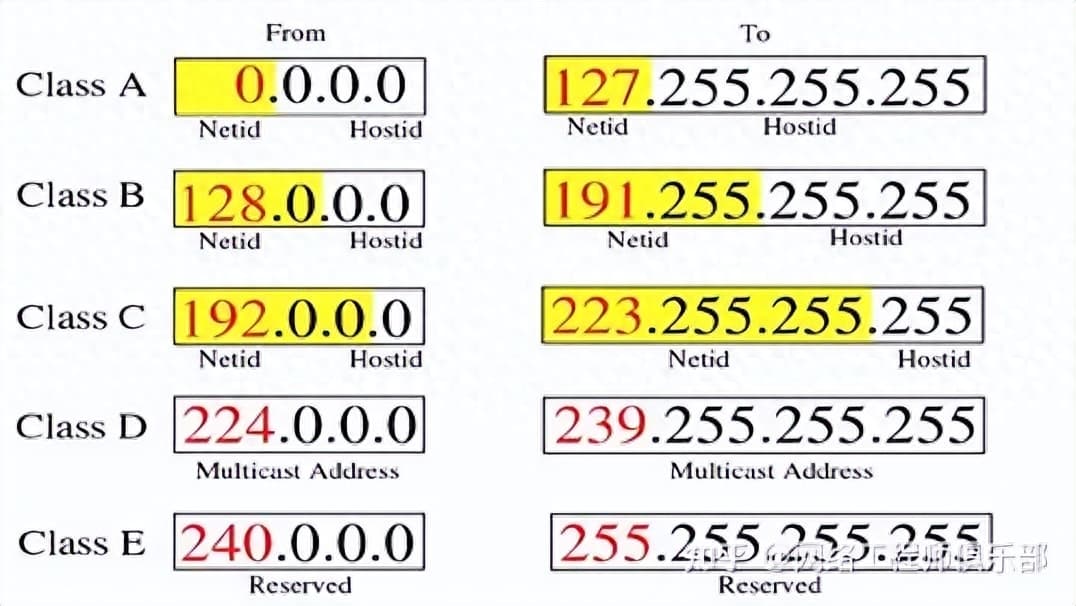 From To
Class A 0.0.0.0 127.255.255.255
Netid Hostid Netid Hostid
Class B 128.0.0.0 191.255.255.255
Netid Hostid Netid Hostid
Class C 192.0.0.0 223.255.255.255
Netid Hostid Netid Hostid
Class D 224.0.0.0 239.255.255.255
Multicast Address Multicast Address
Class E 240.0.0.0 255.255.255.255
Reserved Reserved
知乎 @网络工程师俱乐部